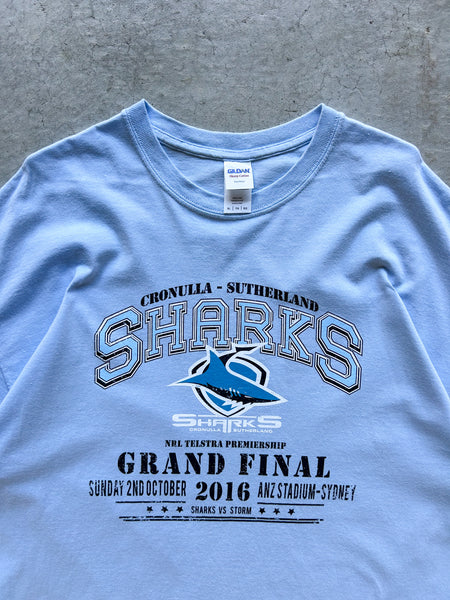 GILDAN
CRONULLA - SUTHERLAND
SHARKS
SHARKS
CRONULLA SUTHERLAND
NRL TELSTRA PREMIERSHIP
GRAND FINAL
SUNDAY 2ND OCTOBER 2016 ANZ STADIUM-SYDNEY
SHARKS VS STORM